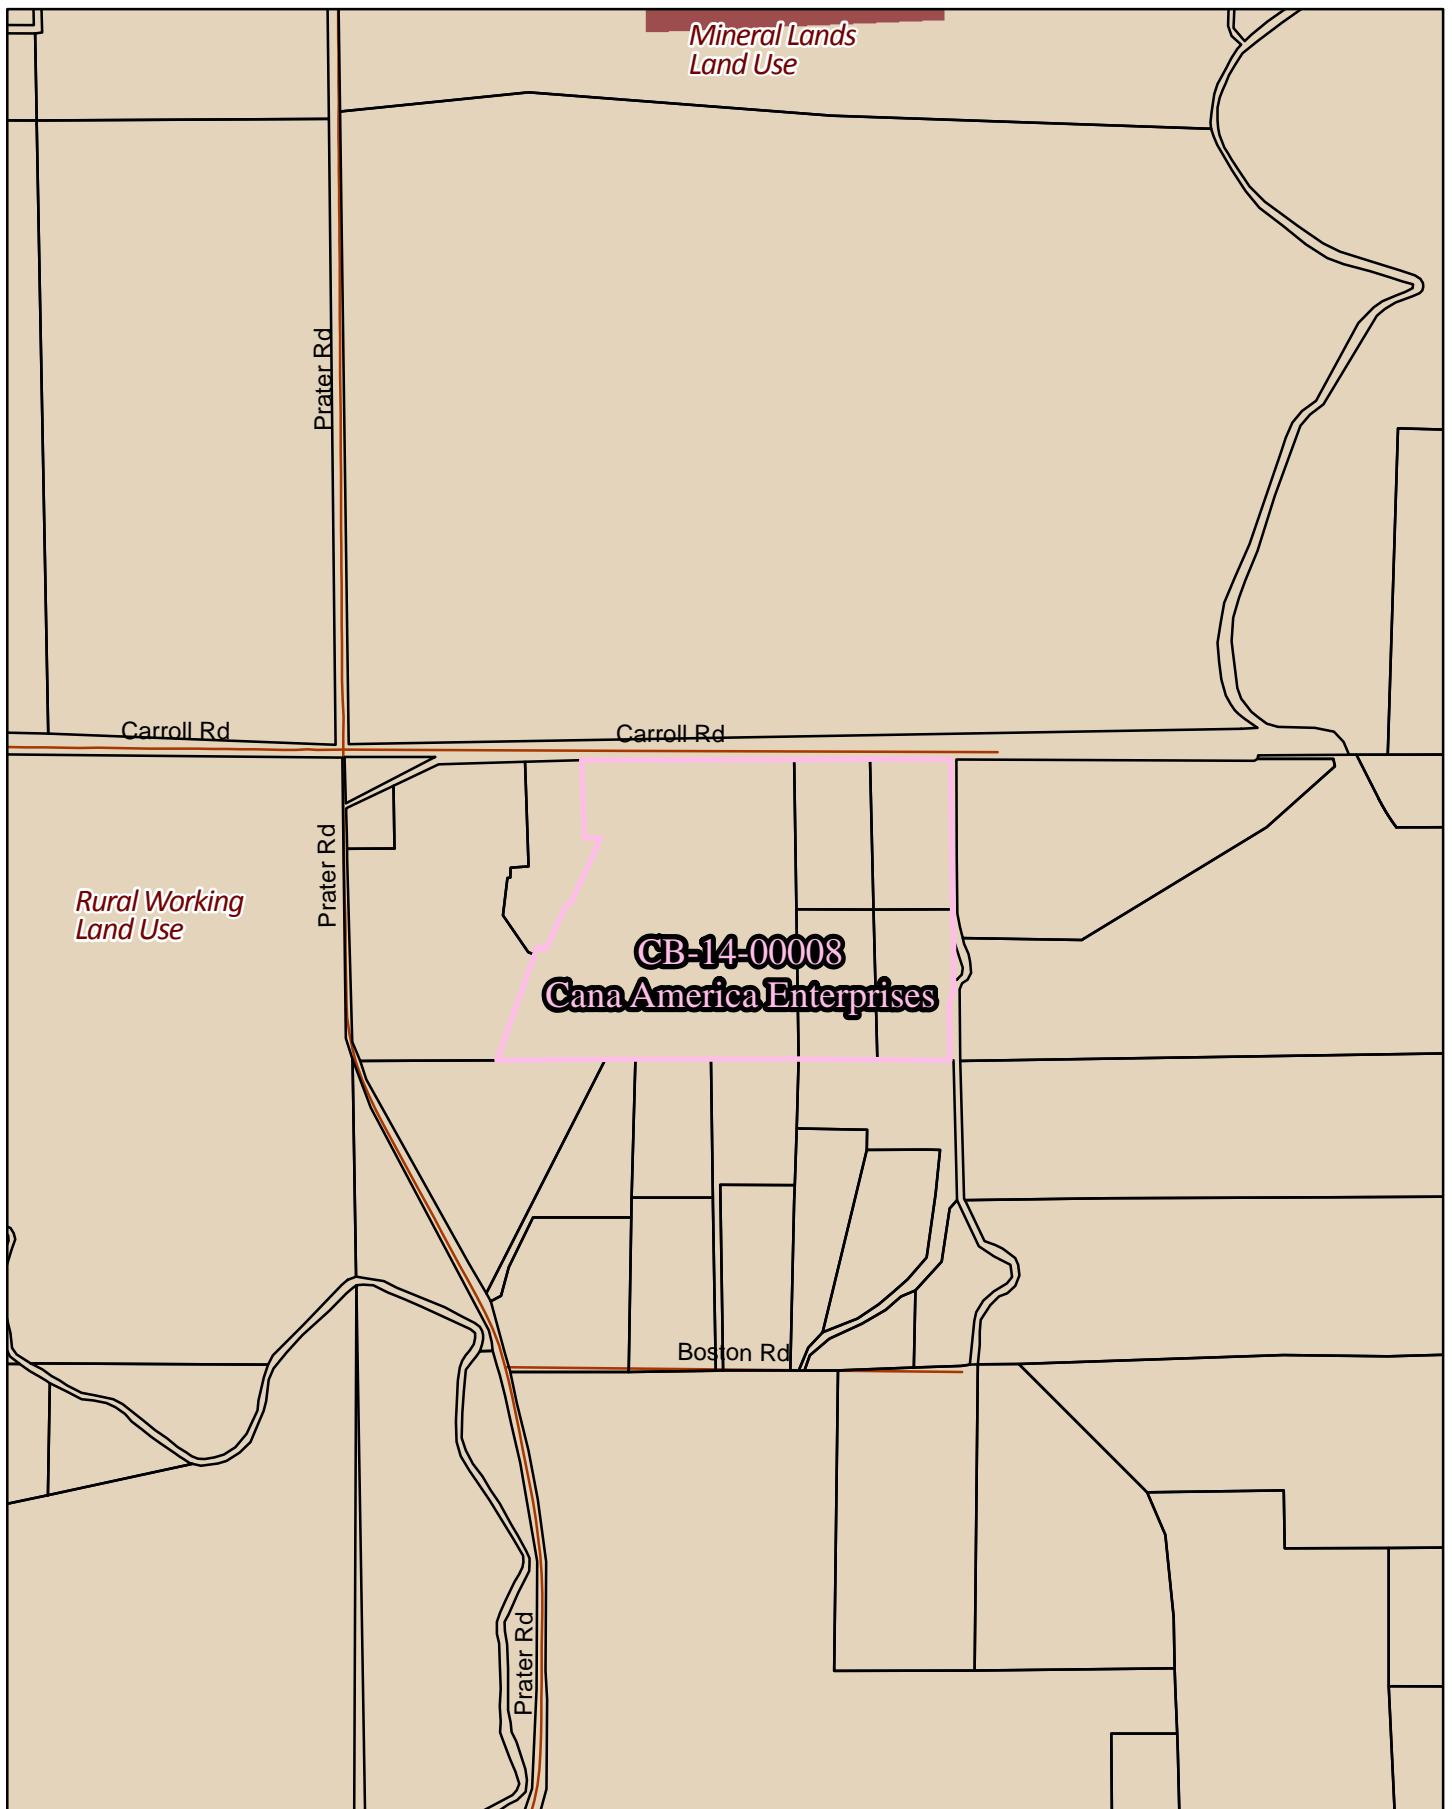 Mineral Lands
Land Use
Prater Rd
Carroll Rd
Carroll Rd
Prater Rd
Rural Working
Land Use
CB-14-00008
Cana America Enterprises
Boston Rd
Prater Rd